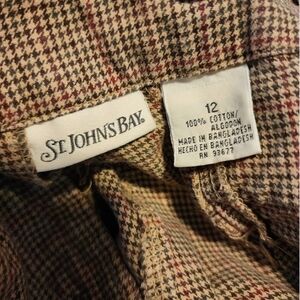 ST. JOHN'S BAY.
12
100% COTTON/
ALGODON
MADE IN BANGLADESH
HECHO EN BANGLADESH
RN 93677